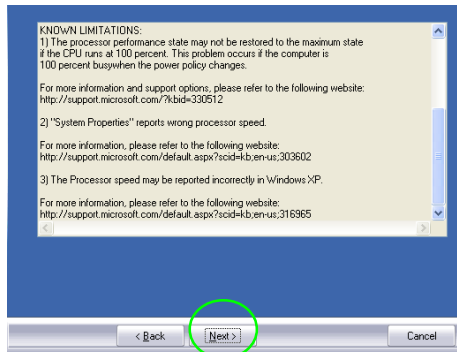 KNOWN LIMITATIONS:
1) The processor performance state may not be restored to the maximum state
if the CPU runs at 100 percent. This problem occurs if the computer is
100 percent busywhen the power policy changes.
For more information and support options, please refer to the following website:
http://support.microsoft.com/?kbid=330512
2) "System Properties" reports wrong processor speed.
For more information, please refer to the following website:
http://support.microsoft.com/default.aspx?scid=kb;en-us;303602
3) The Processor speed may be reported incorrectly in Windows XP.
For more information, please refer to the following website:
http://support.microsoft.com/default.aspx?scid=kb;en-us;316965
< Back Next > Cancel